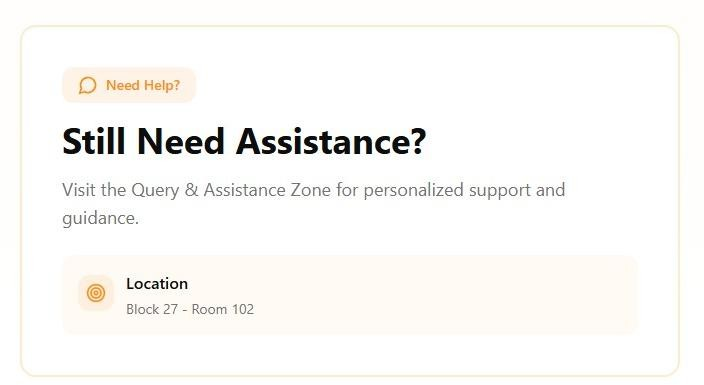 Need Help?
Still Need Assistance?
Visit the Query & Assistance Zone for personalized support and
guidance.
Location
Block 27 - Room 102